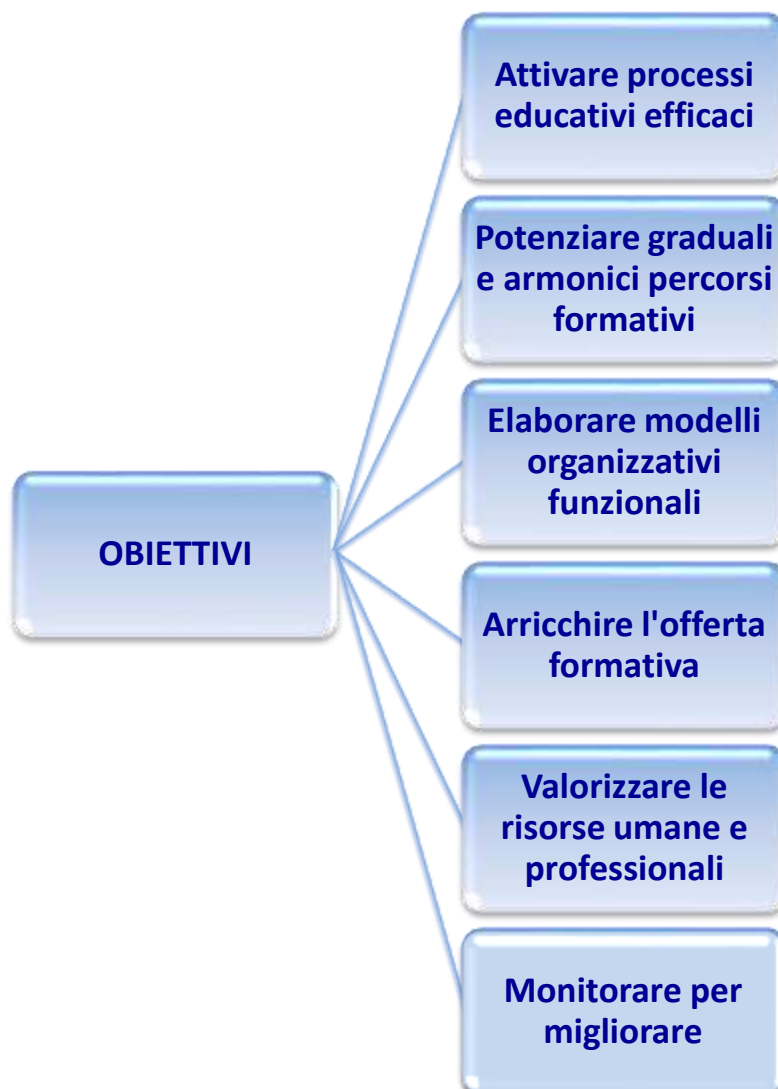 Attivare processi
educativi efficaci
Potenziare graduali
e armonici percorsi
formativi
Elaborare modelli
organizzativi
funzionali
OBIETTIVI
Arricchire l'offerta
formativa
Valorizzare le
risorse umane e
professionali
Monitorare per
migliorare